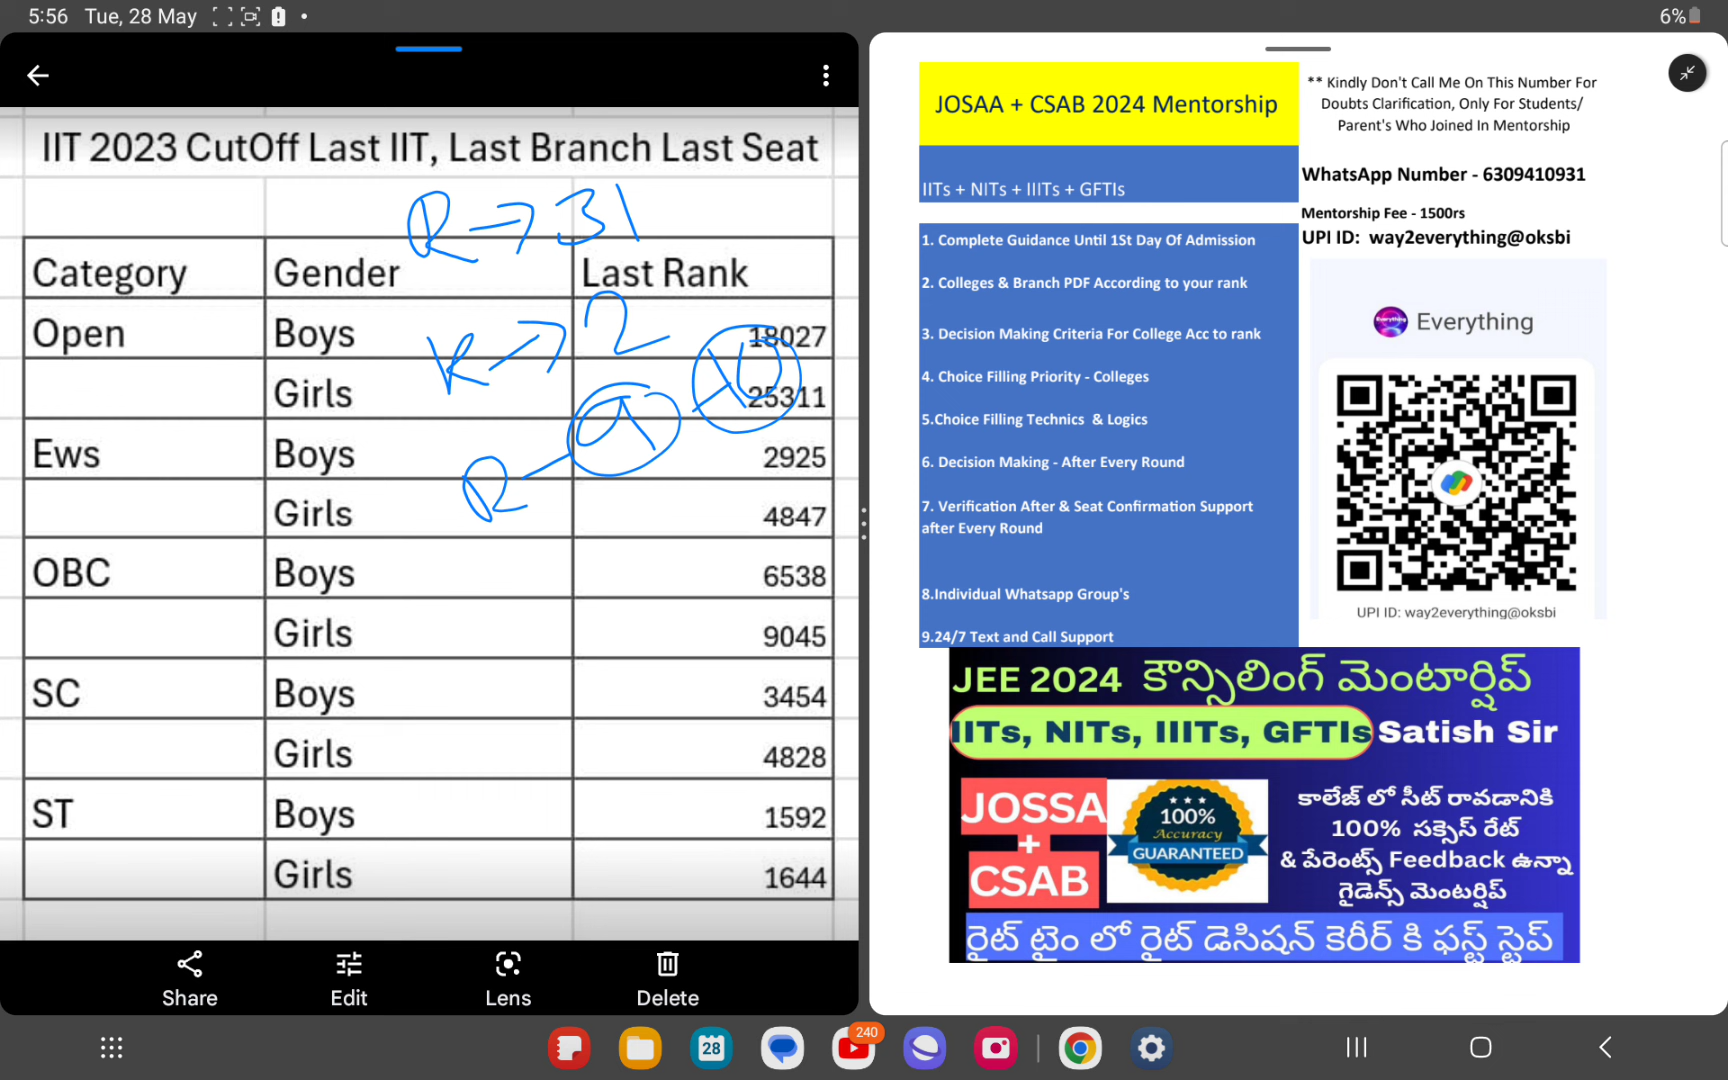 5:56 Tue, 28 May
6%
IIT 2023 CutOff Last IIT, Last Branch Last Seat
R → 31
Category Gender Last Rank
Open Boys 18027
R → 2
Girls 25311
R - 9 - 10
Ews Boys 2925
Girls 4847
OBC Boys 6538
Girls 9045
SC Boys 3454
Girls 4828
ST Boys 1592
Girls 1644
Share Edit Lens Delete
JOSAA + CSAB 2024 Mentorship
IITs + NITs + IIITs + GFTIs
1. Complete Guidance Until 1St Day Of Admission
2. Colleges & Branch PDF According to your rank
3. Decision Making Criteria For College Acc to rank
4. Choice Filling Priority - Colleges
5.Choice Filling Technics & Logics
6. Decision Making - After Every Round
7. Verification After & Seat Confirmation Support
after Every Round
8.Individual Whatsapp Group's
9.24/7 Text and Call Support
** Kindly Don't Call Me On This Number For
Doubts Clarification, Only For Students/
Parent's Who Joined In Mentorship
WhatsApp Number - 6309410931
Mentorship Fee - 1500rs
UPI ID: way2everything@oksbi
Everything
UPI ID: way2everything@oksbi
JEE 2024 కౌన్సిలింగ్ మెంటార్షిప్
IITs, NITs, IIITs, GFTIs Satish Sir
JOSSA
+
CSAB
100%
Accuracy
GUARANTEED
కాలేజ్ లో సీట్ రావడానికి
100% సక్సెస్ రేట్
& పేరెంట్స్ Feedback ఉన్నా
గైడెన్స్ మెంటర్షిప్
రైట్ టైం లో రైట్ డెసిషన్ కెరీర్ కి ఫస్ట్ స్టెప్
28
240